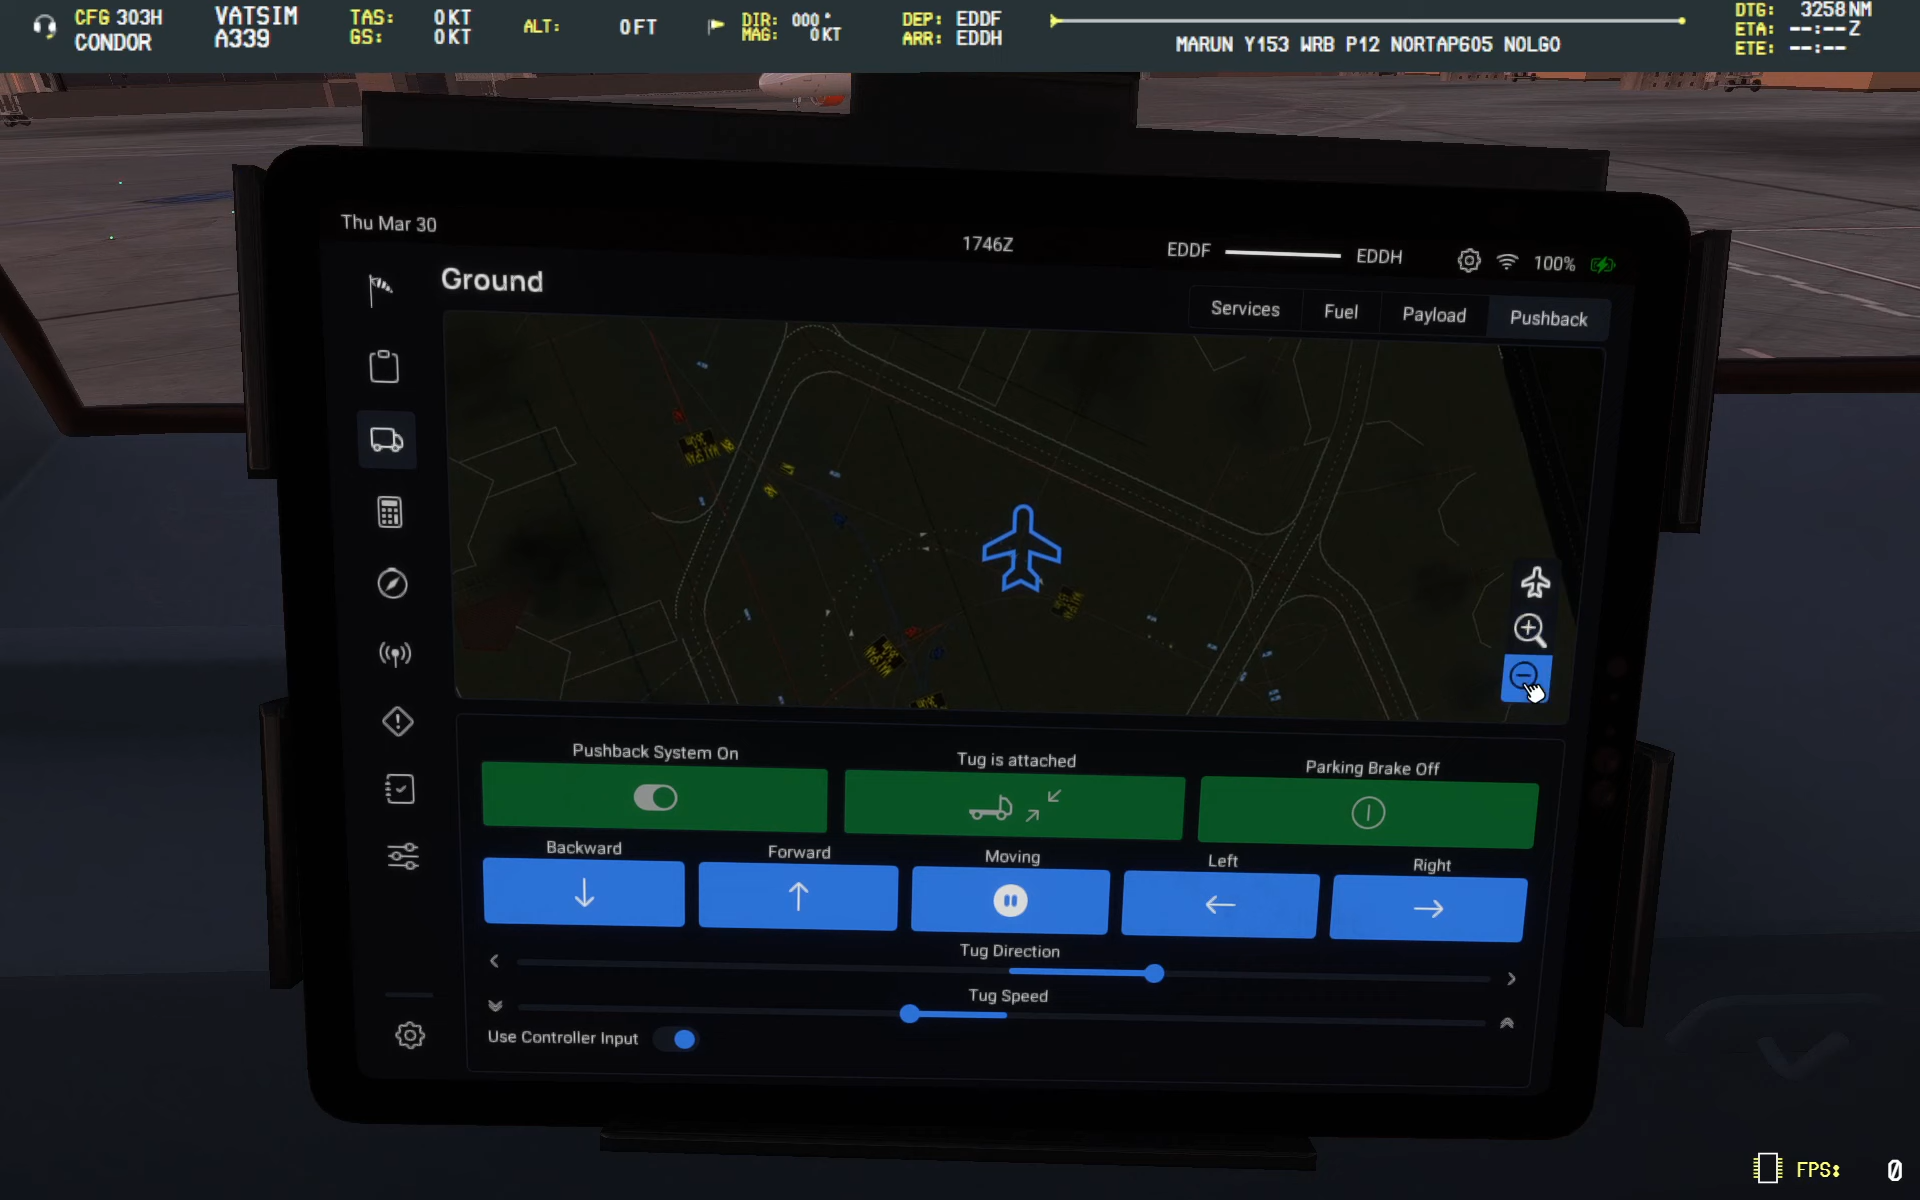 CFG 303H
CONDOR
VATSIM
A339
TAS: 0KT
GS: 0KT
ALT: 0FT
DIR: 000°
MAG: 0KT
DEP: EDDF
ARR: EDDH
MARUN Y153 WRB P12 NORTAP605 NOLGO
DTG: 3258NM
ETA: --:--Z
ETE: --:--
Thu Mar 30
1746Z
EDDF
EDDH
100%
Ground
Services
Fuel
Payload
Pushback
Pushback System On
Tug is attached
Parking Brake Off
Backward
Forward
Moving
Left
Right
Tug Direction
Tug Speed
Use Controller Input
FPS: 0